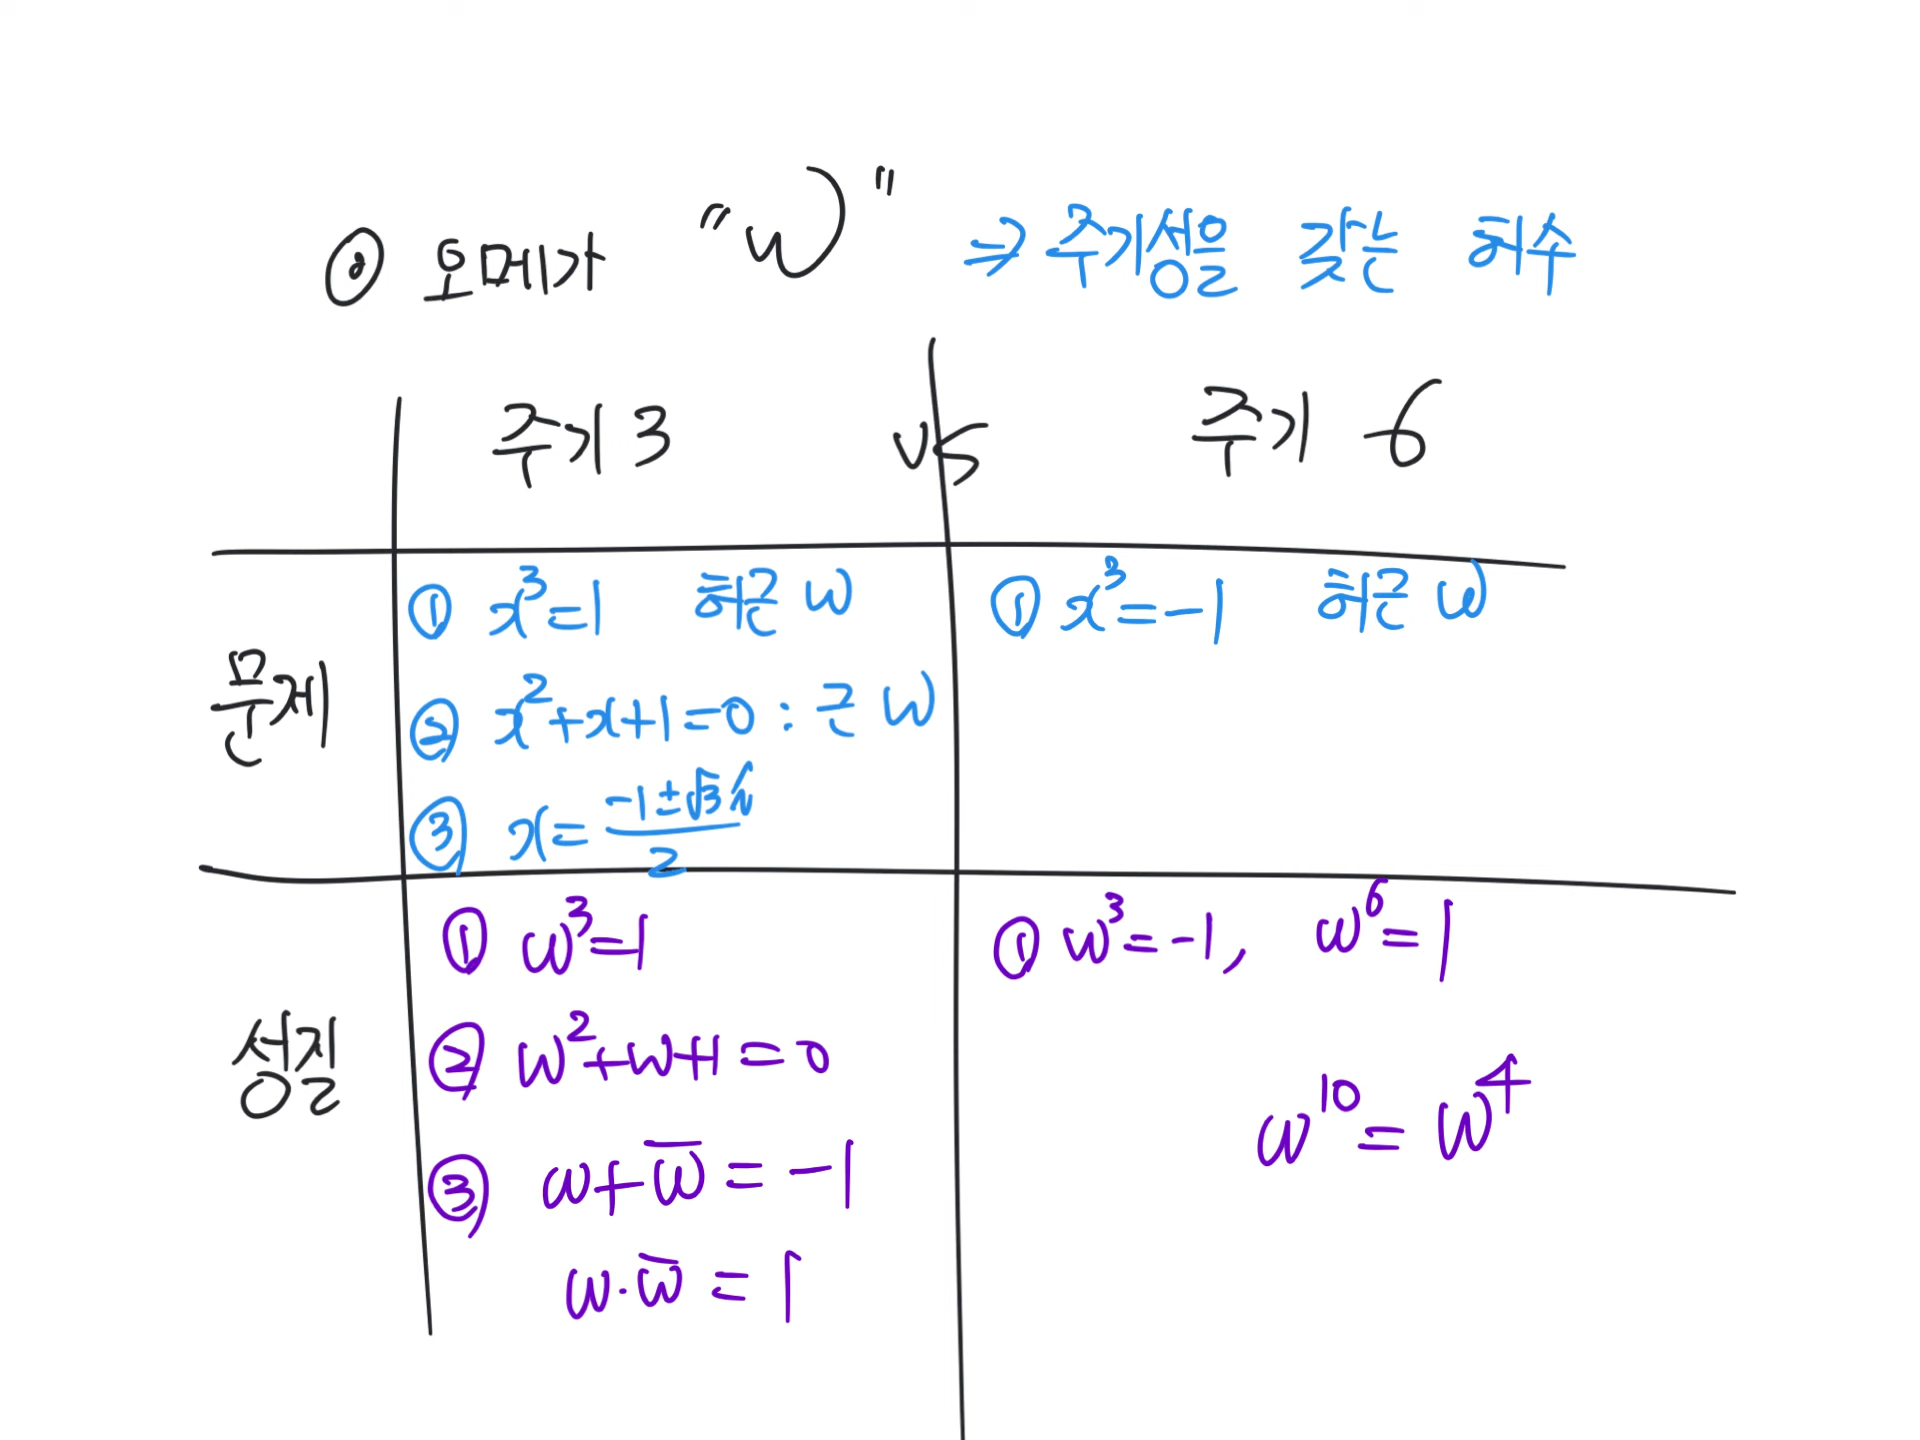 ② 오메가 "ω" ⇒ 주기성을 갖는 허수
주기 3 vs 주기 6
문제
① x³=1 허근 ω
② x²+x+1=0 : 근 ω
③ x=(-1±√3i)/2
① x³=-1 허근 ω
성질
① ω³=1
② ω²+ω+1=0
③ ω+ω̅=-1
ω·ω̅=1
① ω³=-1, ω⁶=1
ω¹⁰=ω⁴